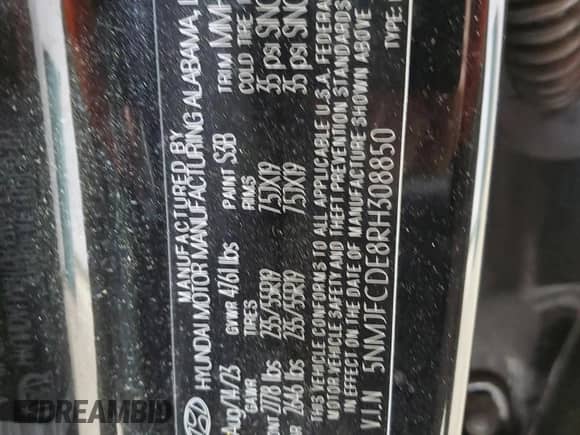 MANUFACTURED BY
HYUNDAI MOTOR MANUFACTURING ALABAMA,
Aug/14/23 GVWR 4761 lbs PAINT S3B TRIM
GAWR TIRES RIMS COLD TIRE
2778 lbs 235/55R19 7.5JX19 35 psi
2646 lbs 235/55R19 7.5JX19 35 psi
THIS VEHICLE CONFORMS TO ALL APPLICABLE U.S.A. FEDERAL
VEHICLE SAFETY AND THEFT PREVENTION STANDARDS
IN EFFECT ON THE DATE OF MANUFACTURE SHOWN ABOVE
V.I.N 5NMJFCDE8RH308850 TYPE:
DREAMBID